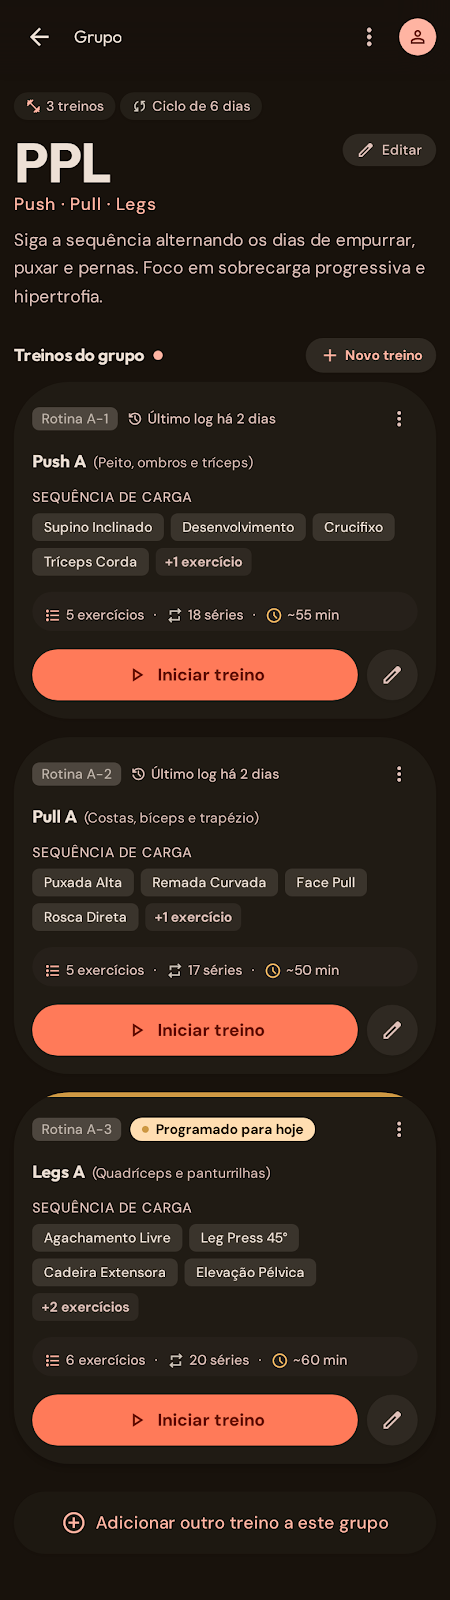 Grupo
3 treinos
Ciclo de 6 dias
PPL
Editar
Push · Pull · Legs
Siga a sequência alternando os dias de empurrar,
puxar e pernas. Foco em sobrecarga progressiva e
hipertrofia.
Treinos do grupo
Novo treino
Rotina A-1 Último log há 2 dias
Push A (Peito, ombros e tríceps)
SEQUÊNCIA DE CARGA
Supino Inclinado Desenvolvimento Crucifixo
Tríceps Corda +1 exercício
5 exercícios · 18 séries · ~55 min
Iniciar treino
Rotina A-2 Último log há 2 dias
Pull A (Costas, bíceps e trapézio)
SEQUÊNCIA DE CARGA
Puxada Alta Remada Curvada Face Pull
Rosca Direta +1 exercício
5 exercícios · 17 séries · ~50 min
Iniciar treino
Rotina A-3 Programado para hoje
Legs A (Quadríceps e panturrilhas)
SEQUÊNCIA DE CARGA
Agachamento Livre Leg Press 45°
Cadeira Extensora Elevação Pélvica
+2 exercícios
6 exercícios · 20 séries · ~60 min
Iniciar treino
Adicionar outro treino a este grupo